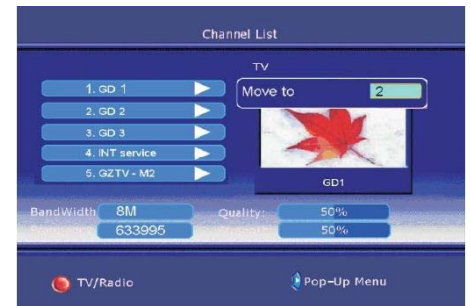 Channel List
TV
1. GD 1
Move to 2
2. GD 2
3. GD 3
4. INT service
5. GZTV - M2
GD1
BandWidth 8M Quality: 50%
633995 50%
TV/Radio Pop-Up Menu